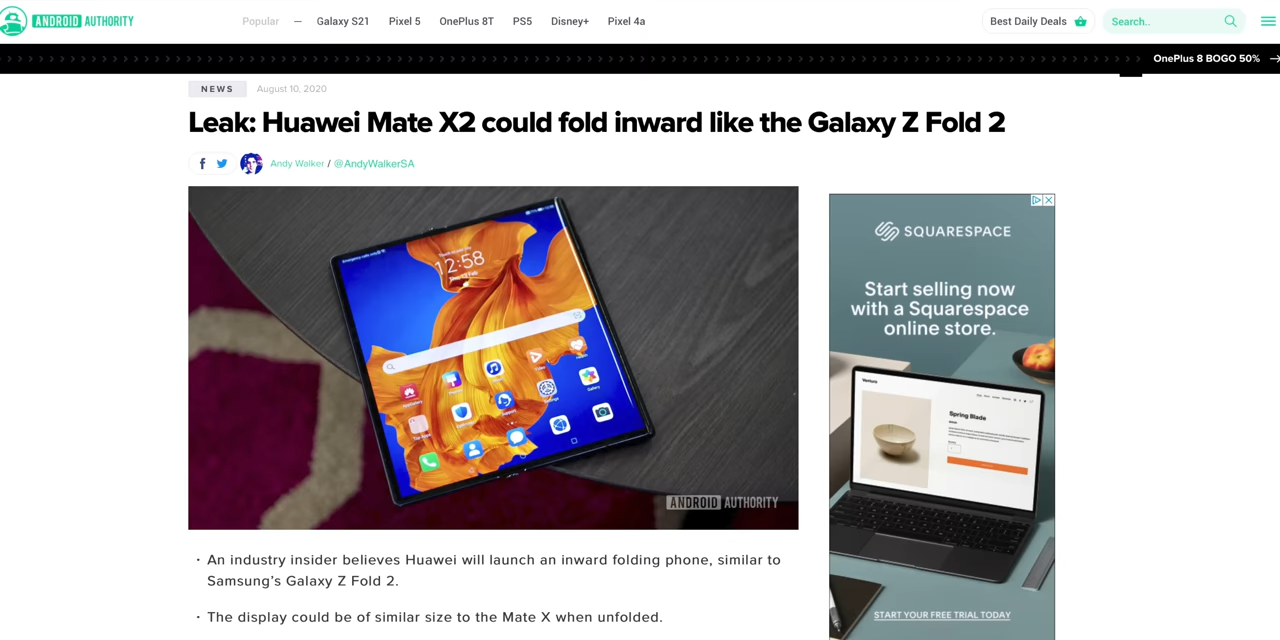 ANDROID AUTHORITY
Popular — Galaxy S21 Pixel 5 OnePlus 8T PS5 Disney+ Pixel 4a
Best Daily Deals
Search..
OnePlus 8 BOGO 50%
NEWS August 10, 2020
Leak: Huawei Mate X2 could fold inward like the Galaxy Z Fold 2
Andy Walker / @AndyWalkerSA
12:58
ANDROID AUTHORITY
SQUARESPACE
Start selling now
with a Squarespace
online store.
Spring Blade
START YOUR FREE TRIAL TODAY
· An industry insider believes Huawei will launch an inward folding phone, similar to
Samsung’s Galaxy Z Fold 2.
· The display could be of similar size to the Mate X when unfolded.